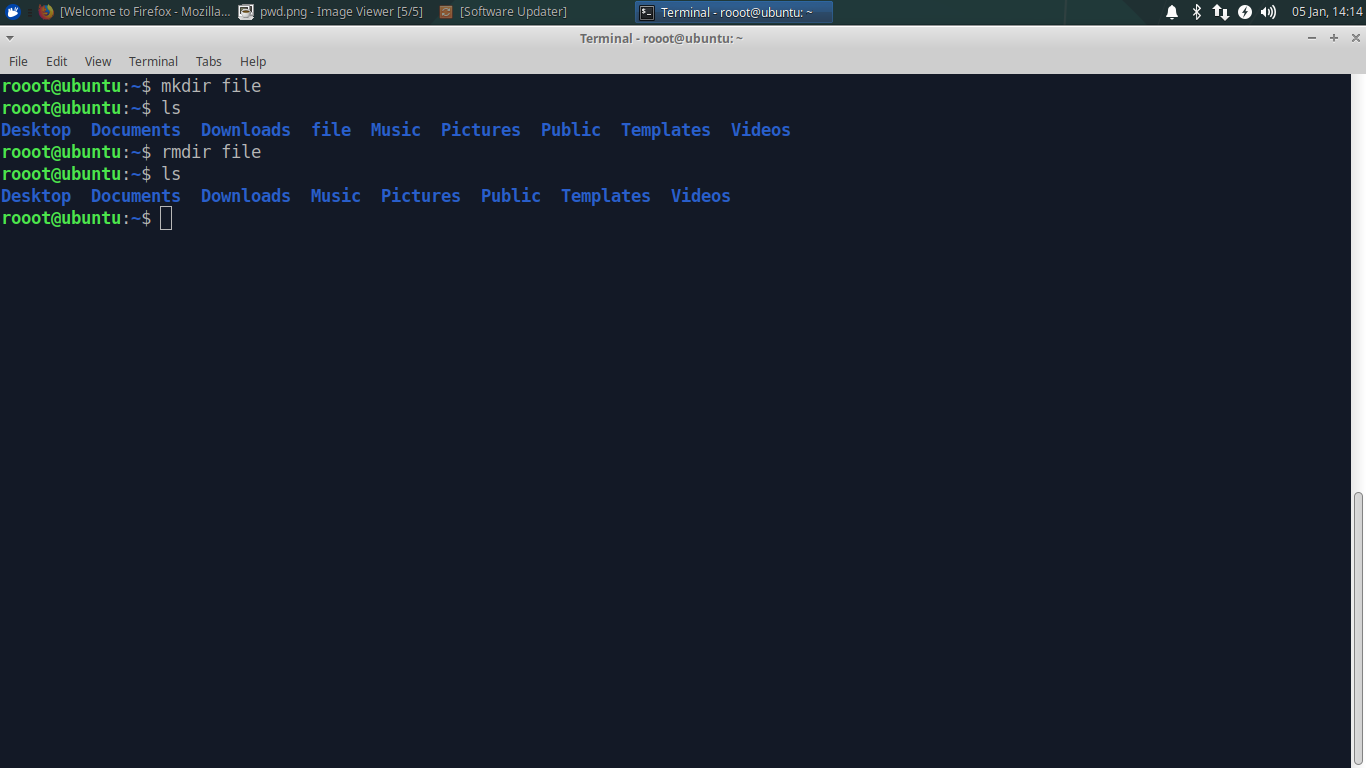 [Welcome to Firefox - Mozilla... pwd.png - Image Viewer [5/5] [Software Updater] Terminal - rooot@ubuntu: ~ 05 Jan, 14:14
Terminal - rooot@ubuntu: ~
File Edit View Terminal Tabs Help
rooot@ubuntu:~$ mkdir file
rooot@ubuntu:~$ ls
Desktop Documents Downloads file Music Pictures Public Templates Videos
rooot@ubuntu:~$ rmdir file
rooot@ubuntu:~$ ls
Desktop Documents Downloads Music Pictures Public Templates Videos
rooot@ubuntu:~$